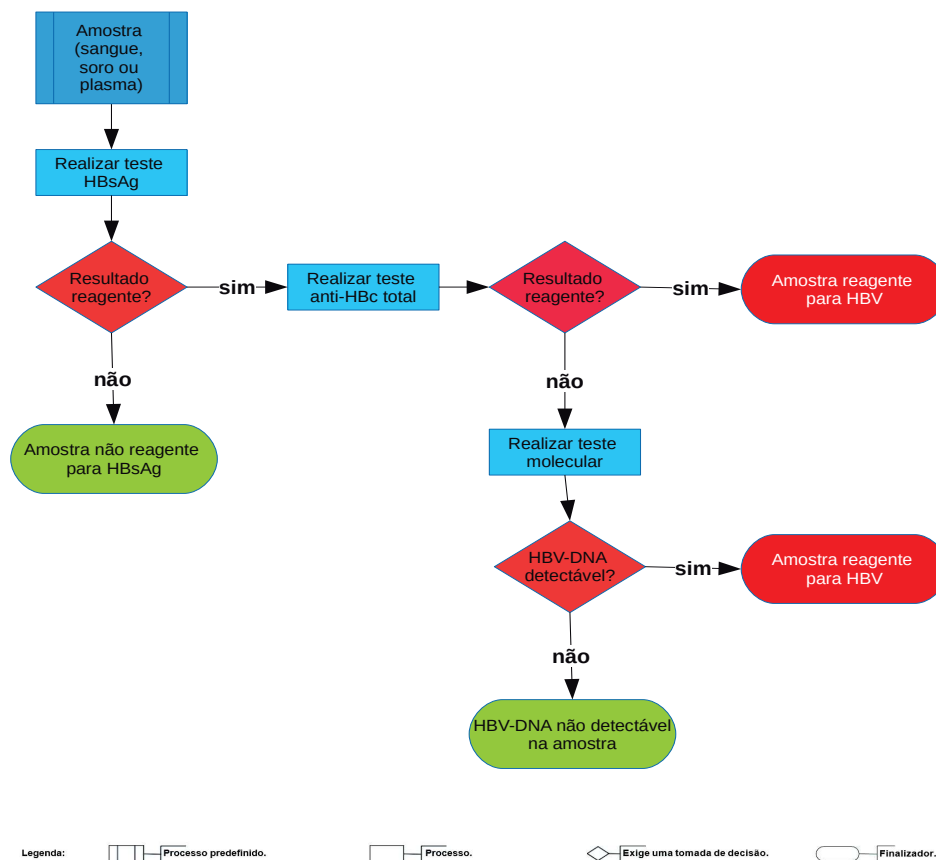 Amostra
(sangue,
soro ou
plasma)
Realizar teste
HBsAg
Resultado
reagente?
sim
Realizar teste
anti-HBc total
Resultado
reagente?
sim
Amostra reagente
para HBV
não
Amostra não reagente
para HBsAg
não
Realizar teste
molecular
HBV-DNA
detectável?
sim
Amostra reagente
para HBV
não
HBV-DNA não detectável
na amostra
Legenda:
Processo predefinido.
Processo.
Exige uma tomada de decisão.
Finalizador.